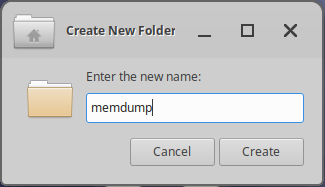 Create New Folder
Enter the new name:
memdump
Cancel Create